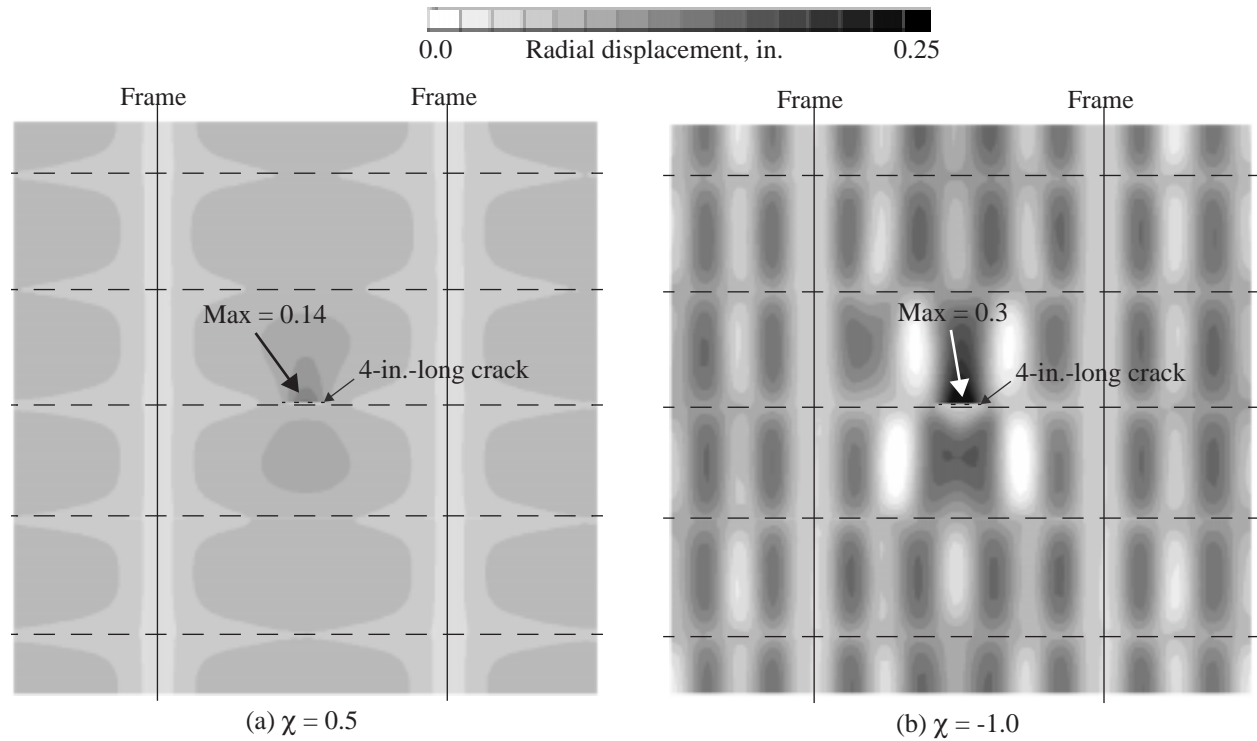 0.0 Radial displacement, in. 0.25
Frame Frame
Max = 0.14
4-in.-long crack
(a) χ = 0.5
Frame Frame
Max = 0.3
4-in.-long crack
(b) χ = -1.0